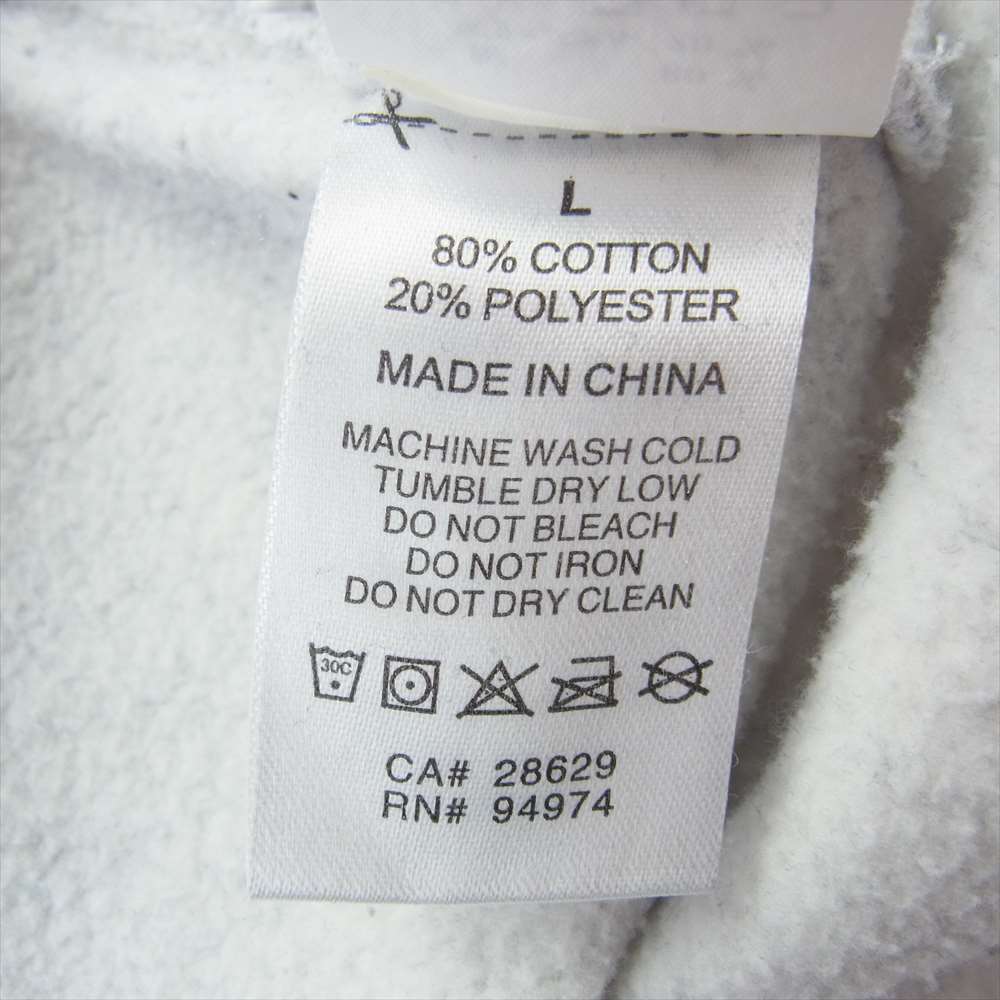 L
80% COTTON
20% POLYESTER
MADE IN CHINA
MACHINE WASH COLD
TUMBLE DRY LOW
DO NOT BLEACH
DO NOT IRON
DO NOT DRY CLEAN
30C
CA# 28629
RN# 94974